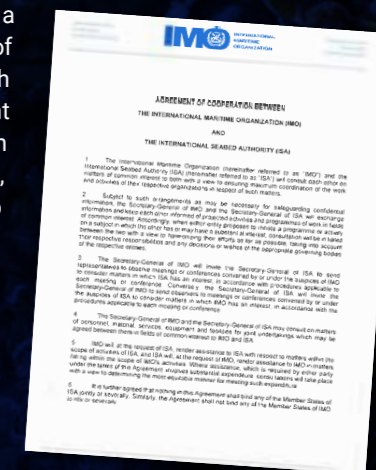 a
of
h
nt
n
,
o
IMO
INTERNATIONAL
MARITIME
ORGANIZATION
AGREEMENT OF COOPERATION BETWEEN
THE INTERNATIONAL MARITIME ORGANIZATION (IMO)
AND
THE INTERNATIONAL SEABED AUTHORITY (ISA)
1 The International Maritime Organization (hereinafter referred to as "IMO") and the
International Seabed Authority (ISA) (hereinafter referred to as "ISA") will consult each other on
matters of common interest to both with a view to ensuring maximum coordination of the work
and activities of their respective organizations in respect of such matters.
2 Subject to such arrangements as may be necessary for safeguarding confidential
information, the Secretary-General of IMO and the Secretary-General of ISA will exchange
information and keep each other informed of projected activities and programmes of work in fields
of common interest. Accordingly, when either entity proposes to initiate a programme or activity
on a subject in which the other has or may have a substantial interest, consultation will be initiated
between the two with a view to harmonizing their efforts as far as possible, taking into account
their respective responsibilities and any decisions or wishes of the appropriate governing bodies
of the respective entities.
3 The Secretary-General of IMO will invite the Secretary-General of ISA to send
representatives to observe meetings or conferences convened by or under the auspices of IMO
to consider matters in which ISA has an interest, in accordance with procedures applicable to
each meeting or conference. Conversely the Secretary-General of ISA will invite the
Secretary-General of IMO to send observers to meetings or conferences convened by or under
the auspices of ISA to consider matters in which IMO has an interest, in accordance with the
procedures applicable to each meeting or conference
4 The Secretary-General of IMO and the Secretary-General of ISA may consult on matters
of personnel, material, services, equipment and facilities for joint undertakings which may be
agreed between them in fields of common interest to IMO and ISA
5 IMO will, at the request of ISA, render assistance to ISA with respect to matters within the
scope of activities of ISA, and ISA will, at the request of IMO, render assistance to IMO in matters
falling within the scope of IMO's activities. Where assistance, which is required by either party
under the terms of this Agreement involves substantial expenditure, consultations will take place
with a view to determining the most equitable manner for meeting such expenditure
6 It is further agreed that nothing in this Agreement shall bind any of the Member States of
ISA jointly or severally. Similarly, the Agreement shall not bind any of the Member States of IMO
jointly or severally